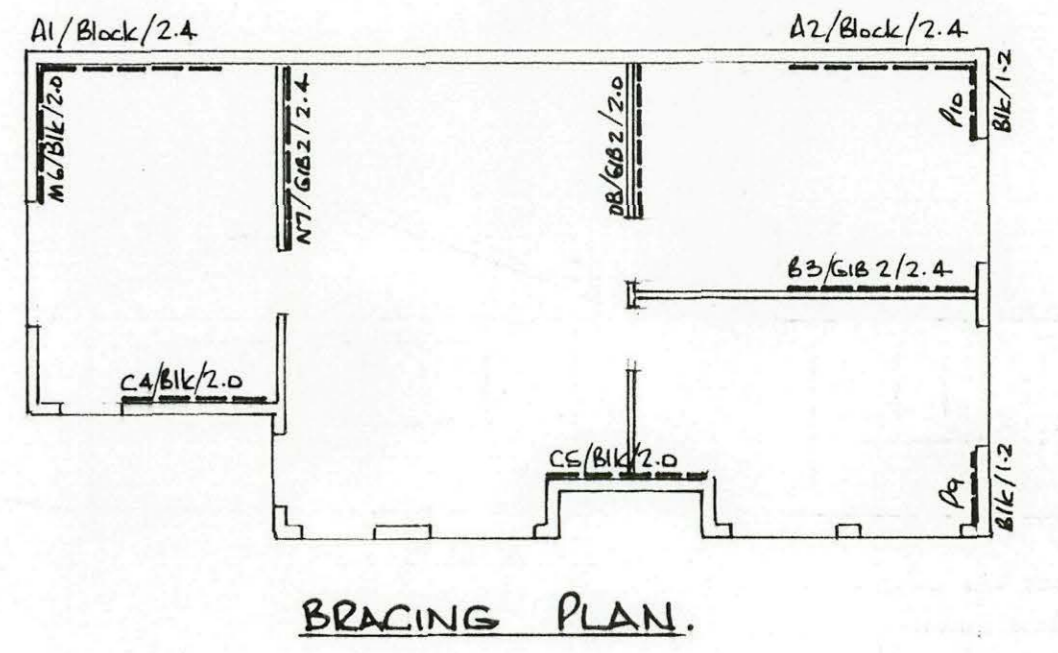 A1/Block/2.4
A2/Block/2.4
M6/Blk/2.0
N7/GIB2/2.4
O8/GIB2/2.0
P10
Blk/1.2
B3/GIB 2/2.4
C4/Blk/2.0
C5/Blk/2.0
P9
Blk/1.2
BRACING PLAN.